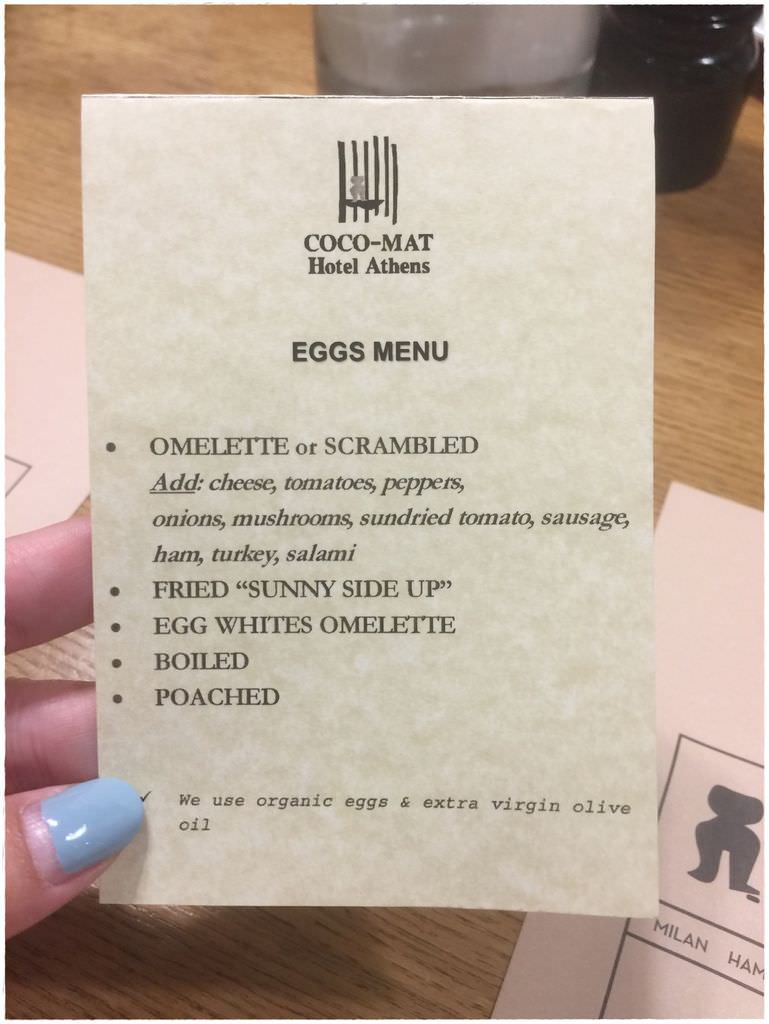 COCO-MAT
Hotel Athens
EGGS MENU
• OMELETTE or SCRAMBLED
Add: cheese, tomatoes, peppers,
onions, mushrooms, sundried tomato, sausage,
ham, turkey, salami
• FRIED “SUNNY SIDE UP”
• EGG WHITES OMELETTE
• BOILED
• POACHED
✓ We use organic eggs & extra virgin olive
oil
MILAN HAM